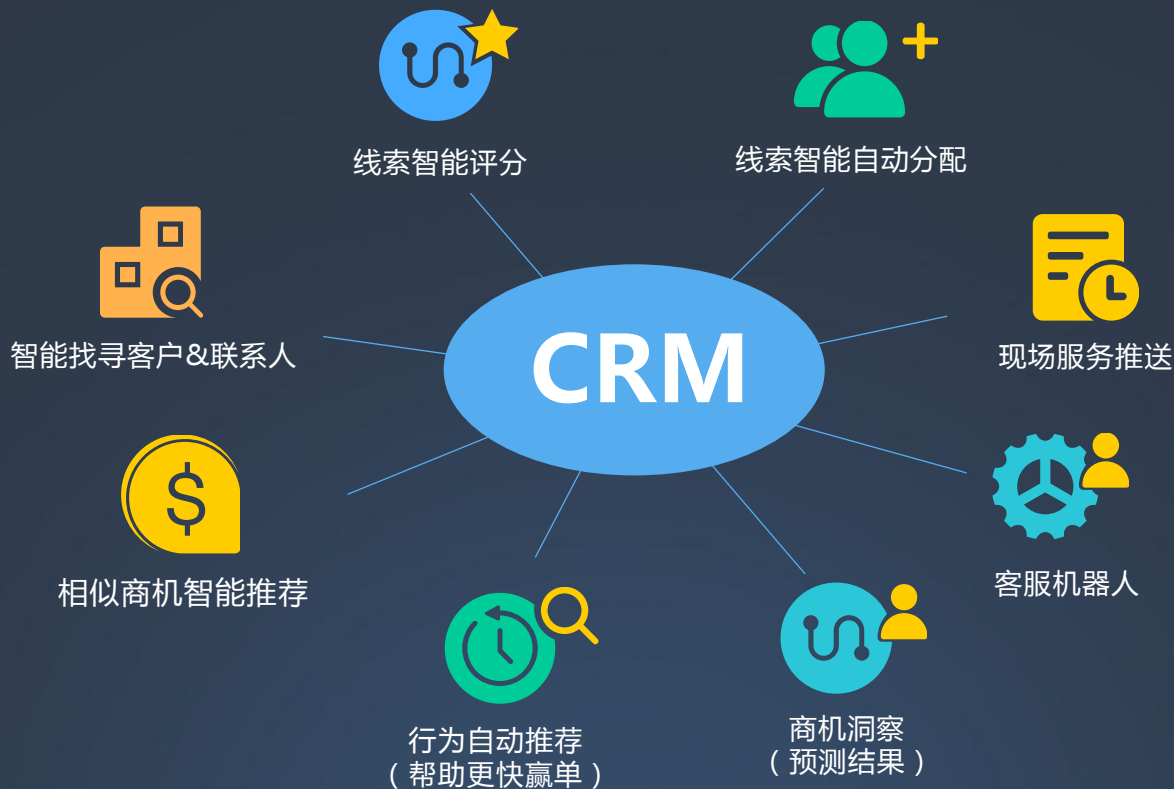 线索智能评分
线索智能自动分配
智能找寻客户&联系人
CRM
现场服务推送
相似商机智能推荐
客服机器人
行为自动推荐
（帮助更快赢单）
商机洞察
（预测结果）